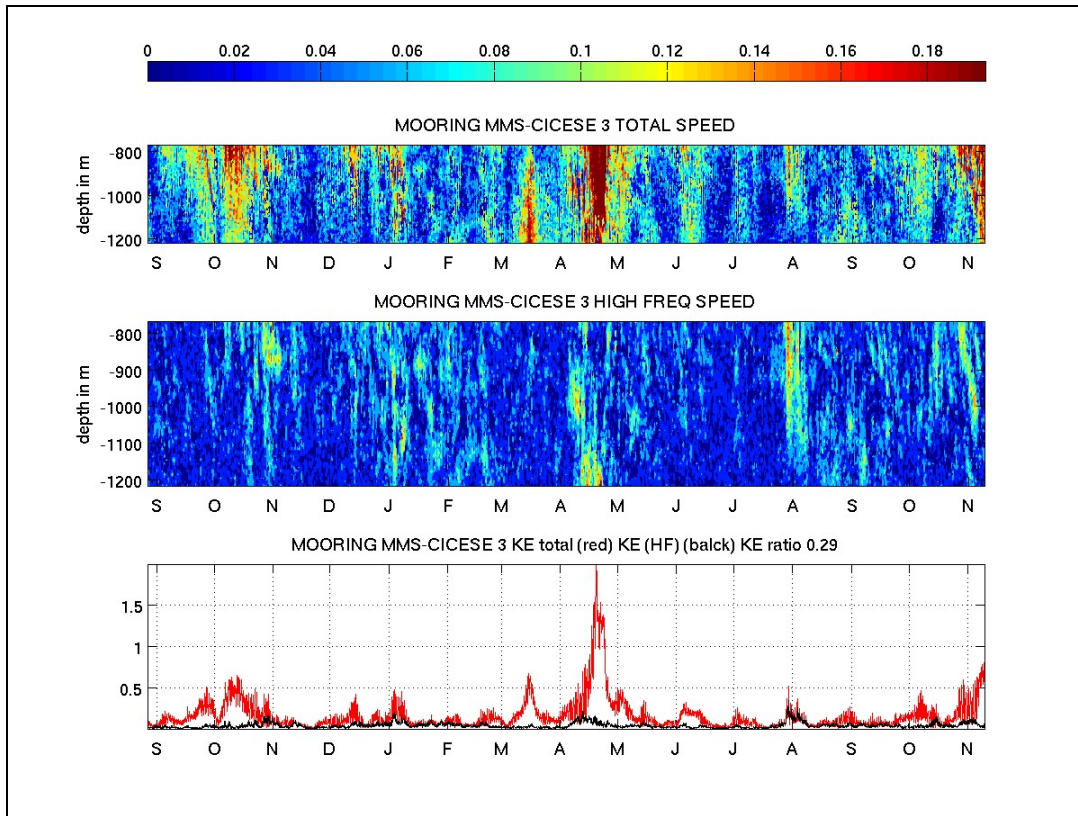 0 0.02 0.04 0.06 0.08 0.1 0.12 0.14 0.16 0.18
MOORING MMS-CICESE 3 TOTAL SPEED
depth in m
-800
-1000
-1200
S O N D J F M A M J J A S O N
MOORING MMS-CICESE 3 HIGH FREQ SPEED
depth in m
-800
-900
-1000
-1100
-1200
S O N D J F M A M J J A S O N
MOORING MMS-CICESE 3 KE total (red) KE (HF) (balck) KE ratio 0.29
1.5
1
0.5
S O N D J F M A M J J A S O N